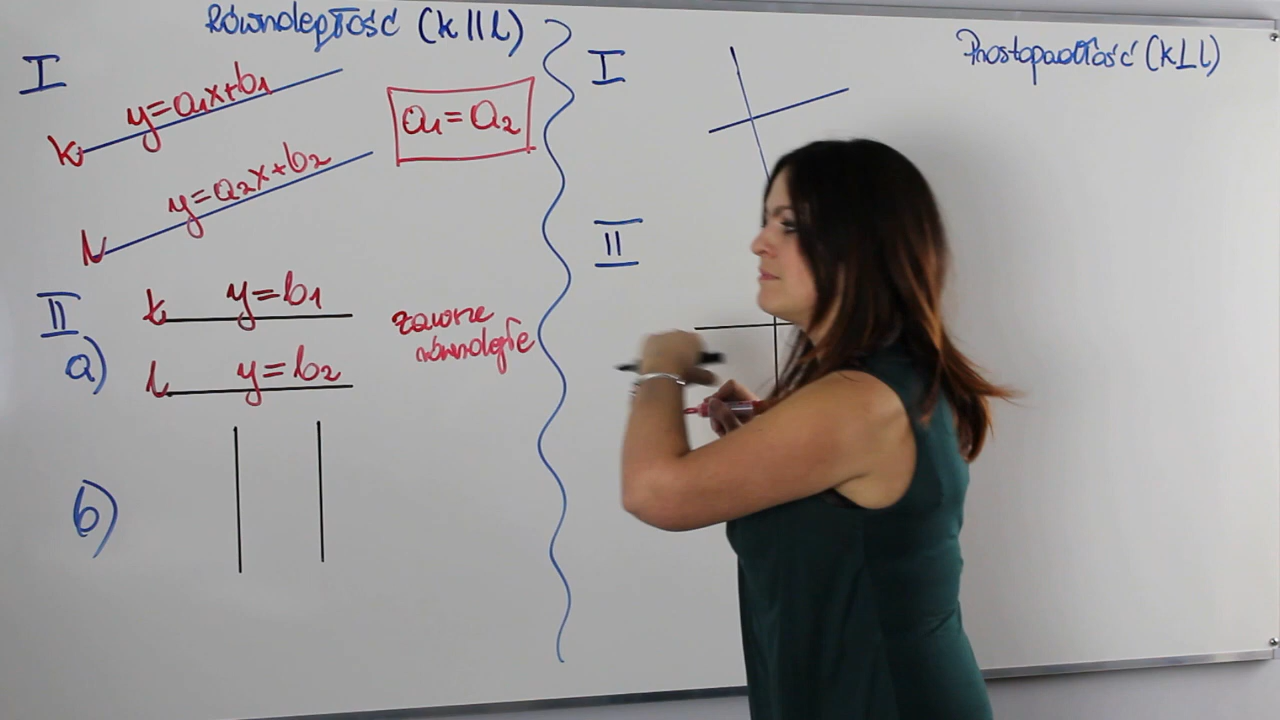 Równoległość (k || l)
I
k
y=a₁x+b₁
a₁=a₂
l
y=a₂x+b₂
II
a)
k
y=b₁
l
y=b₂
zawsze
równoległe
b)
I
II
Prostopadłość (k⊥l)